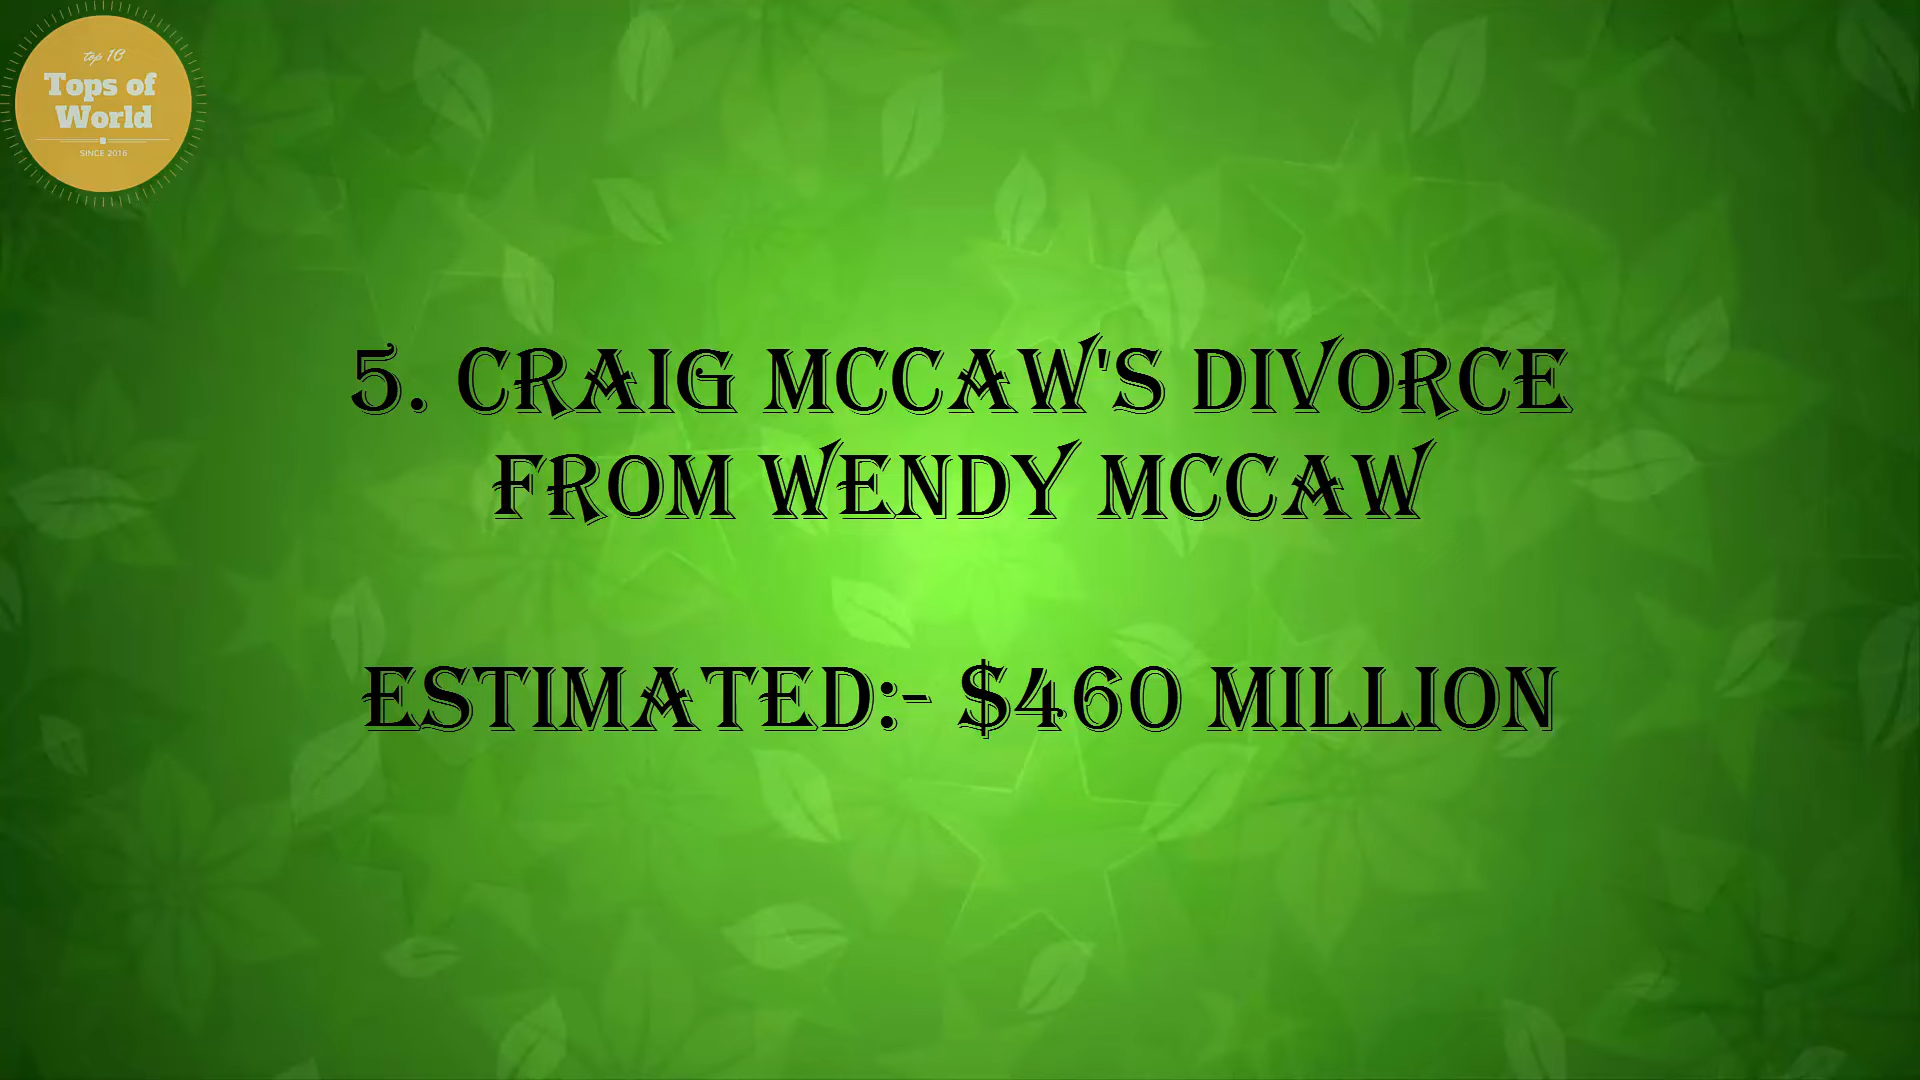 top 10
Tops of
World
SINCE 2016
5. CRAIG MCCAW'S DIVORCE
FROM WENDY MCCAW
ESTIMATED:- $460 MILLION